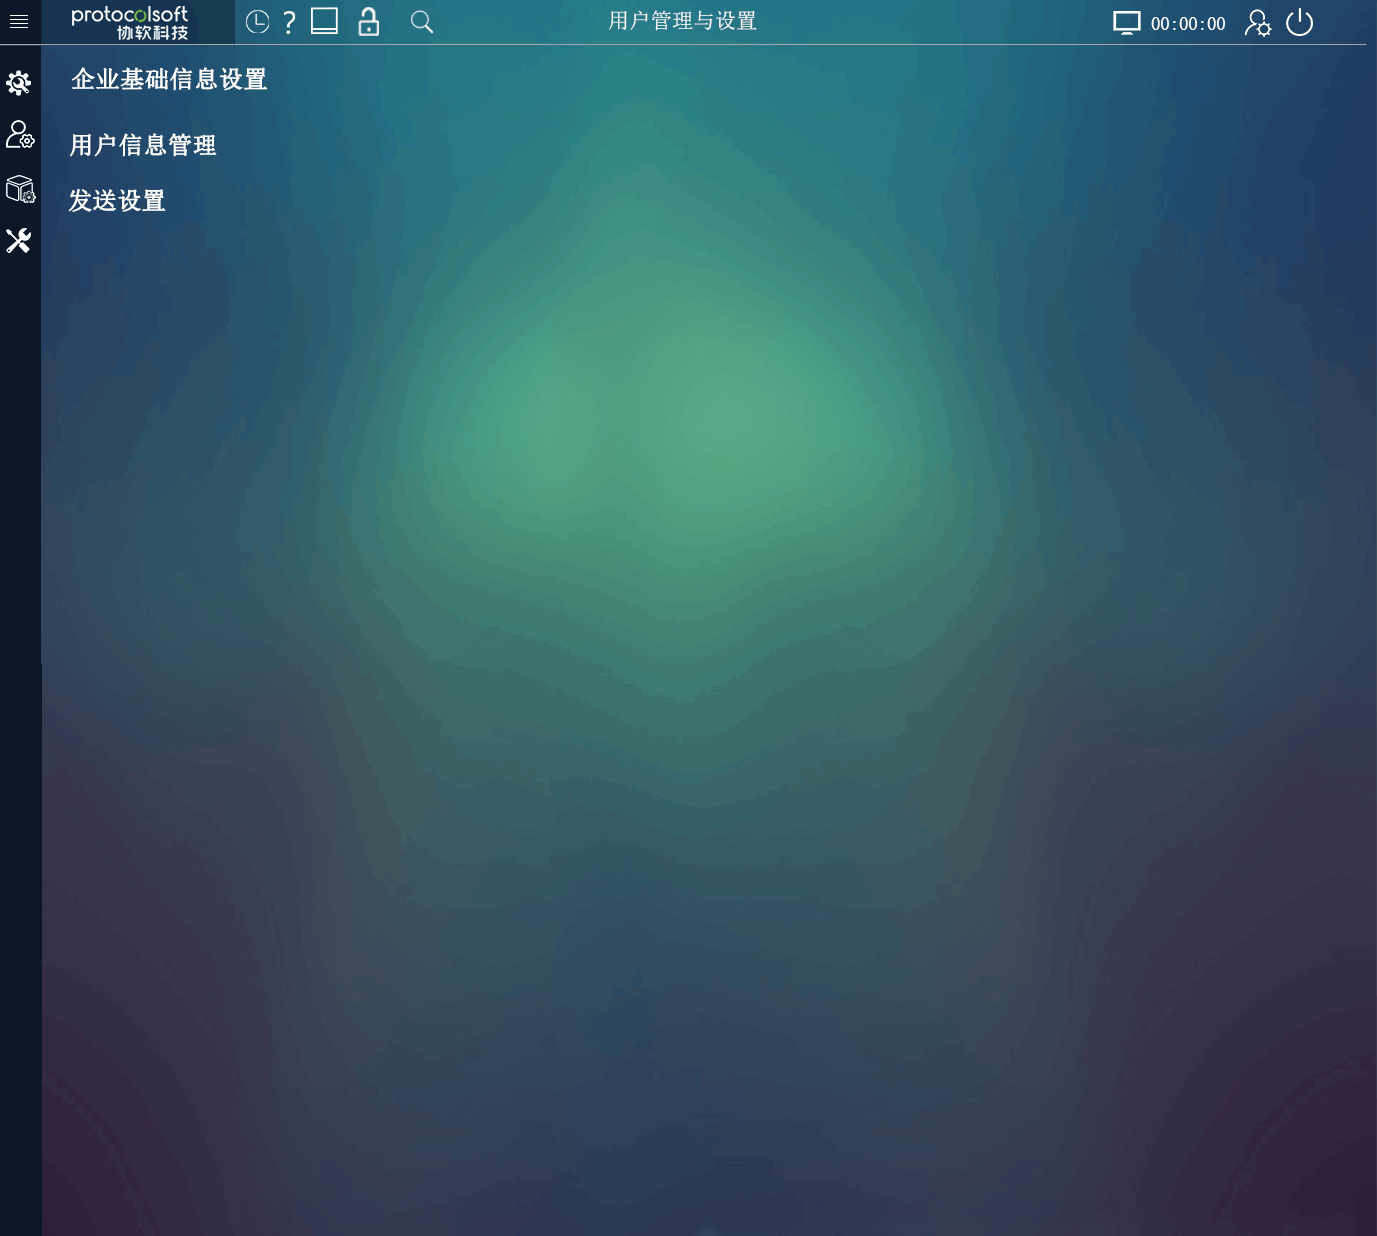 protocolsoft
协软科技
用户管理与设置
00:00:00
企业基础信息设置
用户信息管理
发送设置